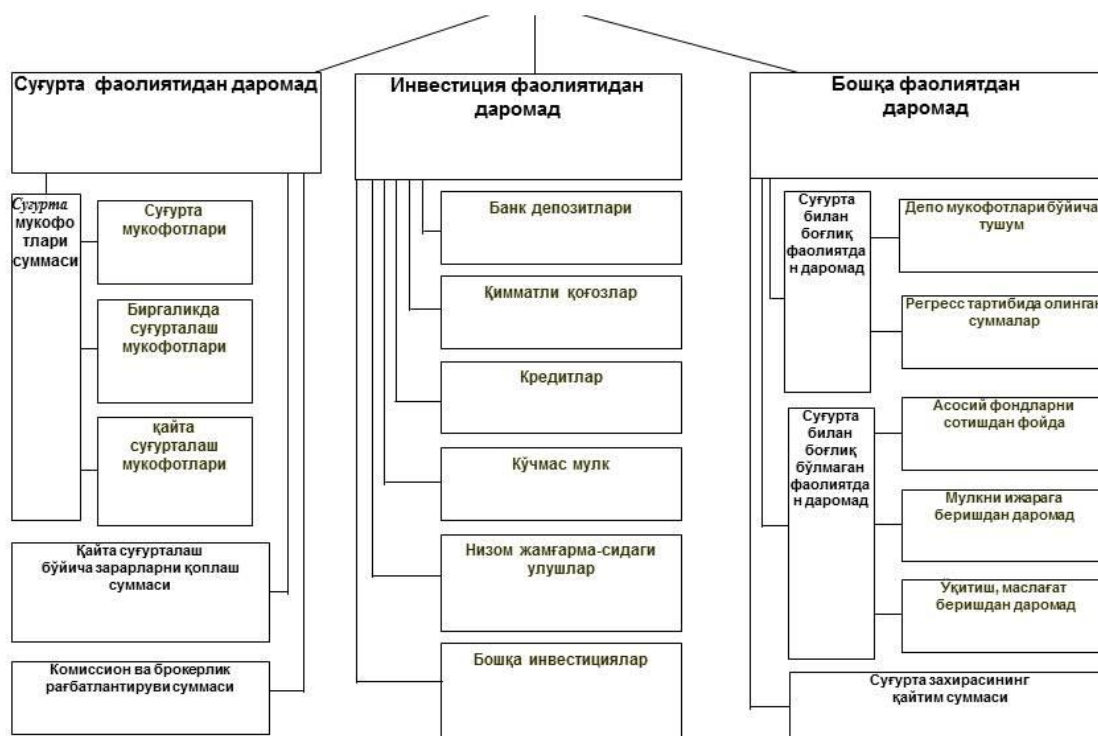 Суғурта фаолиятидан даромад
Инвестиция фаолиятидан
даромад
Бошқа фаолиятдан
даромад
Суғурта
мукофо
тлари
суммаси
Суғурта
мукофотлари
Биргаликда
суғурталаш
мукофотлари
қайта
суғурталаш
мукофотлари
Қайта суғурталаш
бўйича зарарларни қоплаш
суммаси
Комиссион ва брокерлик
рағбатлантируви суммаси
Банк депозитлари
Қимматли қоғозлар
Кредитлар
Кўчмас мулк
Низом жамғарма-сидаги
улушлар
Бошқа инвестициялар
Суғурта
билан
боғлиқ
фаолиятда
н даромад
Депо мукофотлари бўйича
тушум
Регресс тартибида олинган
суммалар
Суғурта
билан
боғлиқ
бўлмаган
фаолиятда
н даромад
Асосий фондларни
сотишдан фойда
Мулкни ижарага
беришдан даромад
Ўқитиш, маслағат
беришдан даромад
Суғурта захирасининг
қайтим суммаси